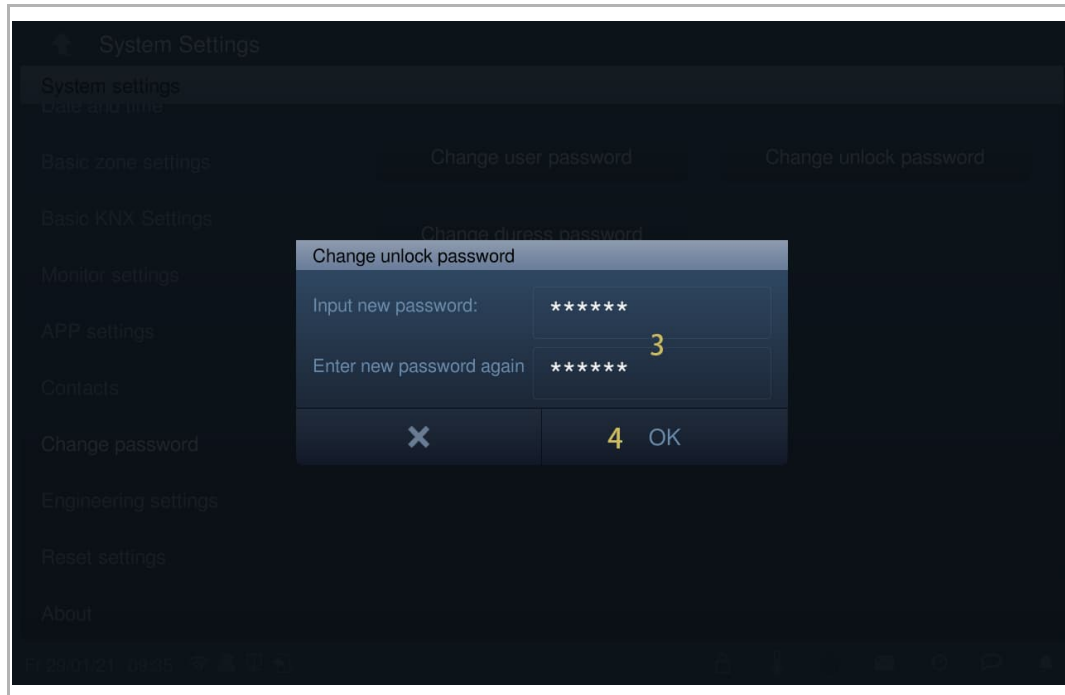 System Settings
System settings
Date and time
Basic zone settings
Change user password
Change unlock password
Basic KNX Settings
Change duress password
Monitor settings
Change unlock password
Input new password:
******
APP settings
3
Enter new password again
******
Contacts
Change password
4 OK
Engineering settings
Reset settings
About